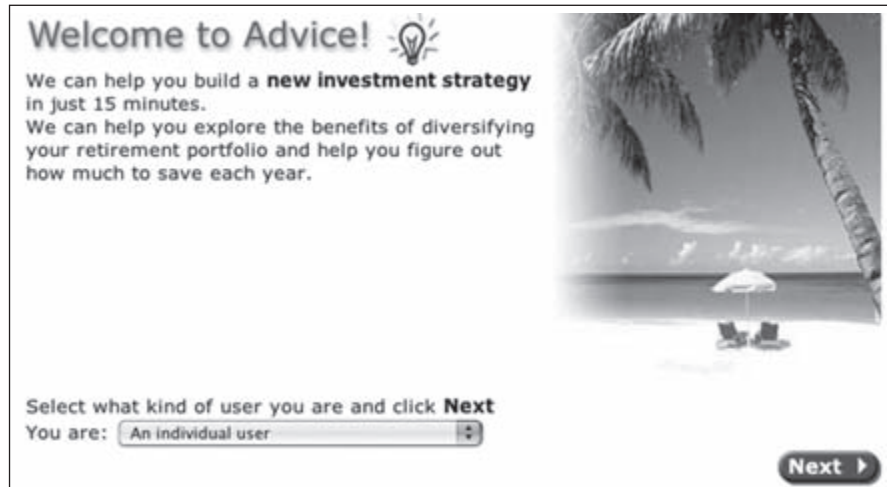 Welcome to Advice!
We can help you build a new investment strategy
in just 15 minutes.
We can help you explore the benefits of diversifying
your retirement portfolio and help you figure out
how much to save each year.
Select what kind of user you are and click Next
You are: An individual user
Next